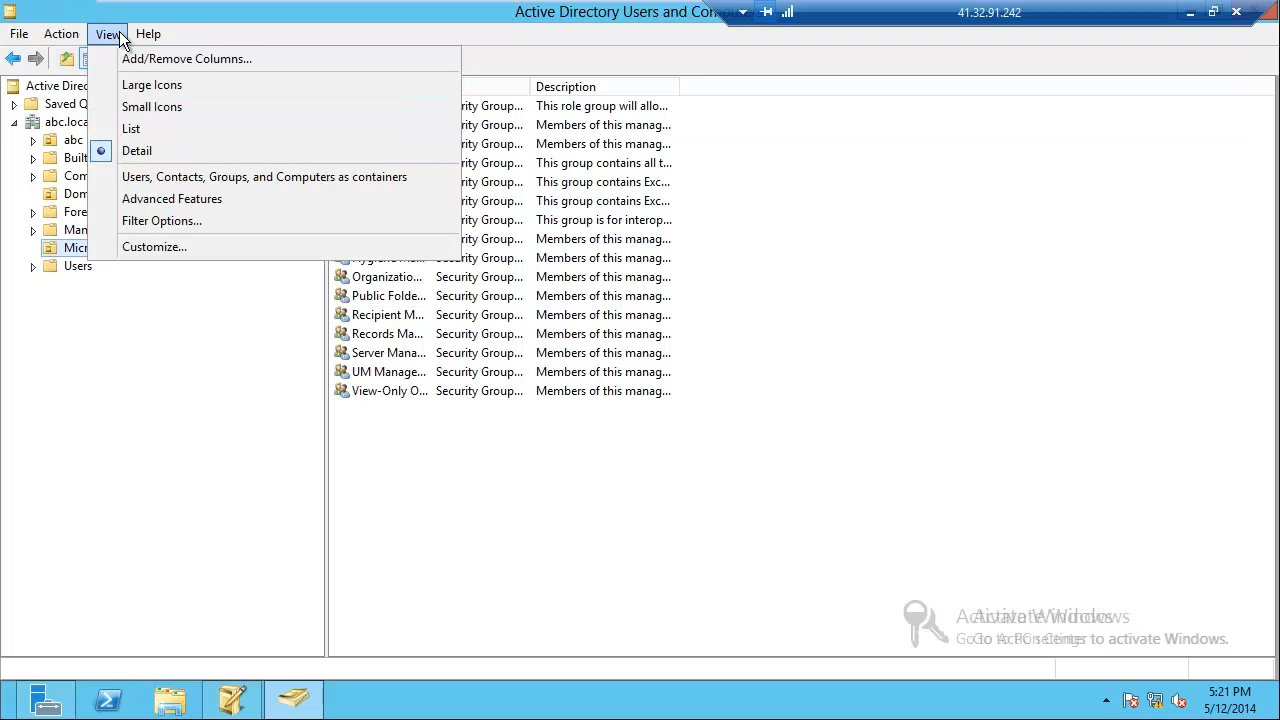 Active Directory Users and Compu
41.32.91.242
File Action View Help
Add/Remove Columns...
Large Icons
Small Icons
List
Detail
Users, Contacts, Groups, and Computers as containers
Advanced Features
Filter Options...
Customize...
Active Direc
Saved Q
abc.loca
abc
Built
Com
Dom
Fore
Man
Micr
Users
Description
rity Group... This role group will allo...
rity Group... Members of this manag...
rity Group... Members of this manag...
rity Group... This group contains all t...
rity Group... This group contains Exc...
rity Group... This group contains Exc...
rity Group... This group is for interop...
rity Group... Members of this manag...
rity Group... Members of this manag...
Organizatio... Security Group... Members of this manag...
Public Folde... Security Group... Members of this manag...
Recipient M... Security Group... Members of this manag...
Records Ma... Security Group... Members of this manag...
Server Mana... Security Group... Members of this manag...
UM Manage... Security Group... Members of this manag...
View-Only O... Security Group... Members of this manag...
Activate Windows
Go to PC settings to activate Windows.
5:21 PM
5/12/2014